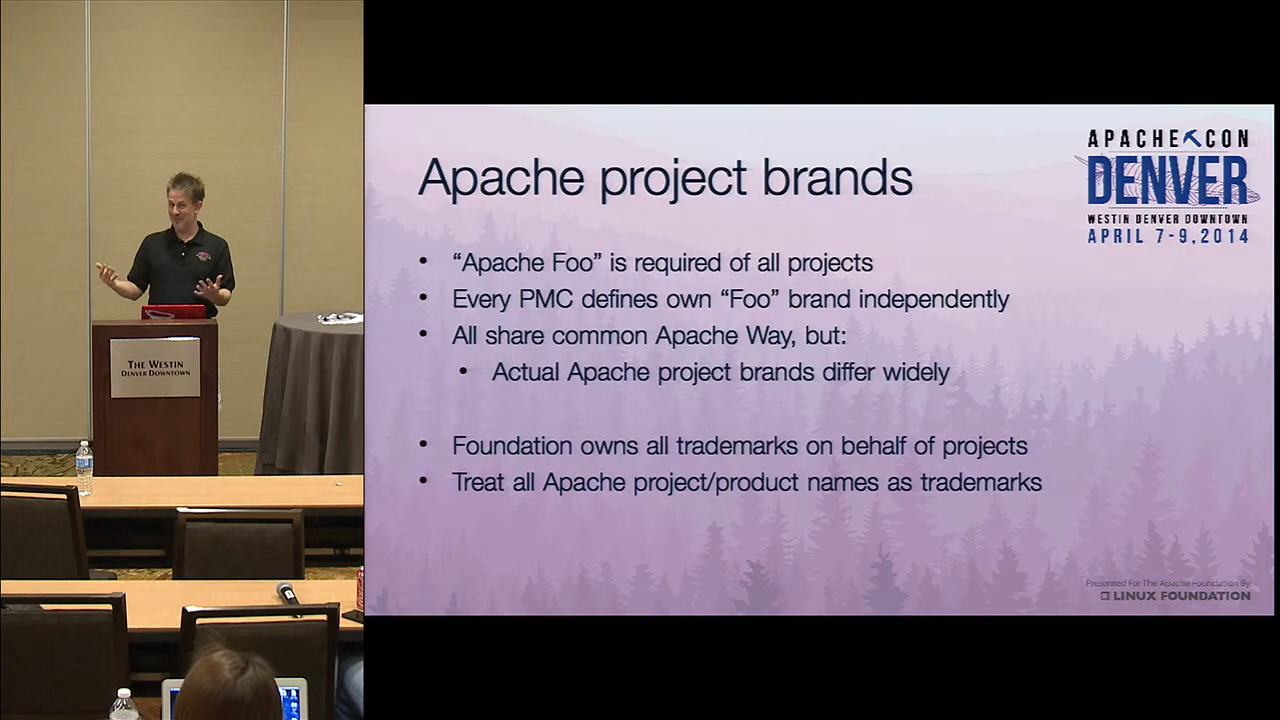 THE WESTIN
DENVER DOWNTOWN
Apache project brands
• “Apache Foo” is required of all projects
• Every PMC defines own “Foo” brand independently
• All share common Apache Way, but:
• Actual Apache project brands differ widely
• Foundation owns all trademarks on behalf of projects
• Treat all Apache project/product names as trademarks
APACHE CON
DENVER
WESTIN DENVER DOWNTOWN
APRIL 7-9,2014
Presented For The Apache Foundation By
LINUX FOUNDATION